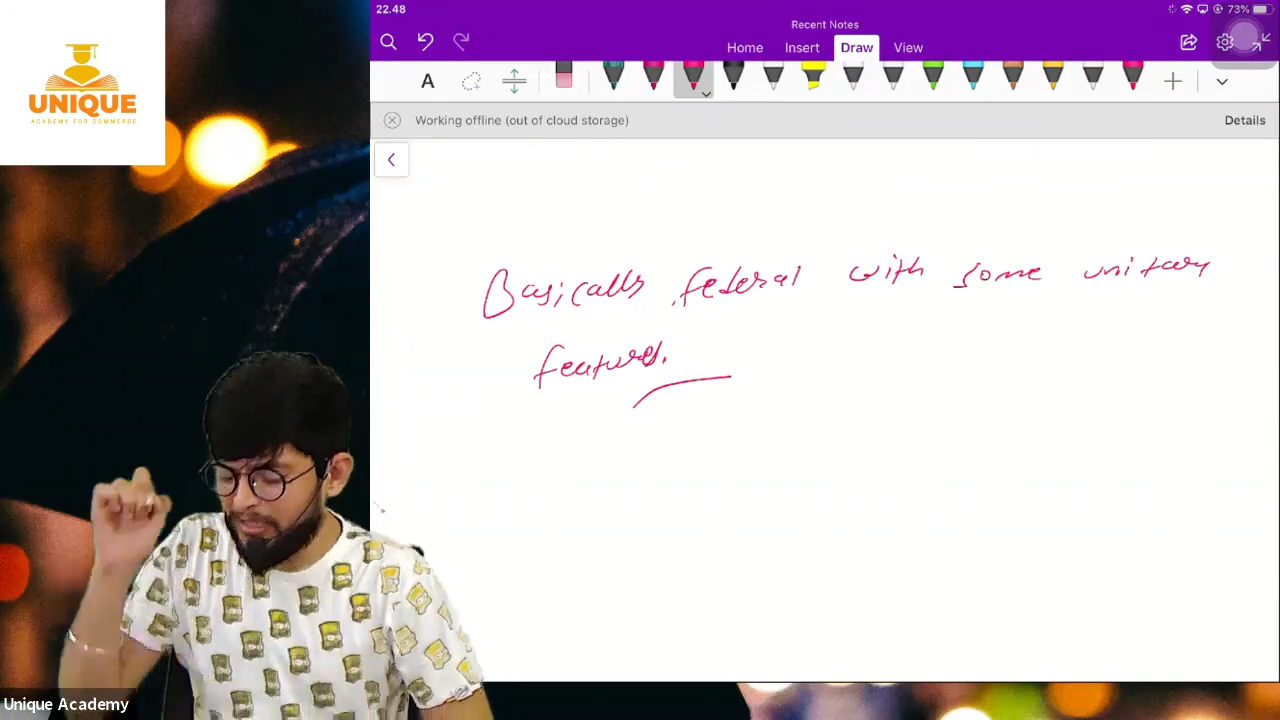 22.48
73%
Recent Notes
Home Insert Draw View
UNIQUE
ACADEMY FOR COMMERCE
A
Working offline (out of cloud storage)
Details
Basically federal with some unitary
features.
Unique Academy